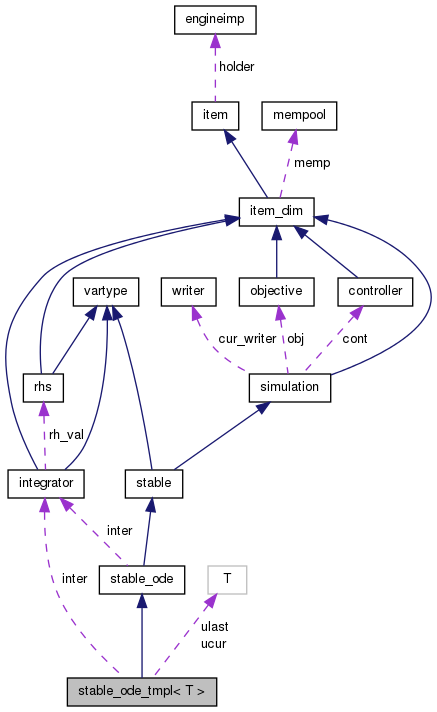 engineimp
holder
item
mempool
memp
item_dim
vartype
writer
objective
controller
cur_writer
obj
cont
rhs
simulation
rh_val
integrator
stable
inter
stable_ode
T
inter
ulast
ucur
stable_ode_tmpl< T >